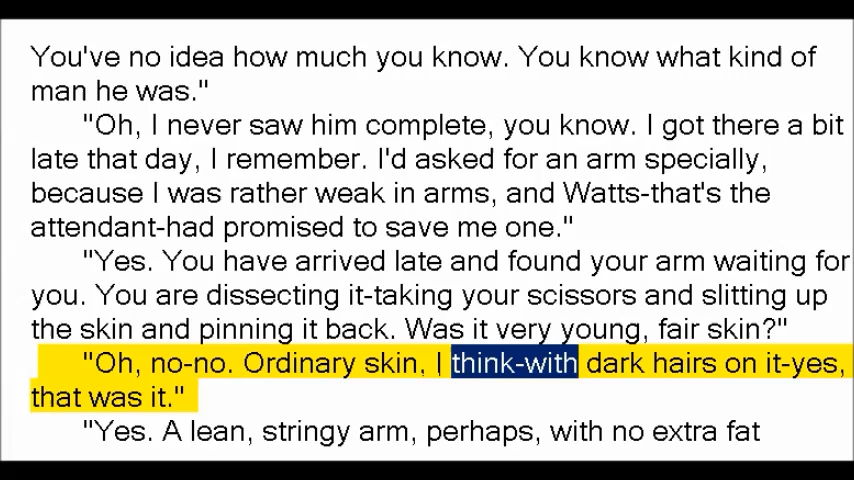 You've no idea how much you know. You know what kind of
man he was."
"Oh, I never saw him complete, you know. I got there a bit
late that day, I remember. I'd asked for an arm specially,
because I was rather weak in arms, and Watts-that's the
attendant-had promised to save me one."
"Yes. You have arrived late and found your arm waiting for
you. You are dissecting it-taking your scissors and slitting up
the skin and pinning it back. Was it very young, fair skin?"
"Oh, no-no. Ordinary skin, I think-with dark hairs on it-yes,
that was it."
"Yes. A lean, stringy arm, perhaps, with no extra fat